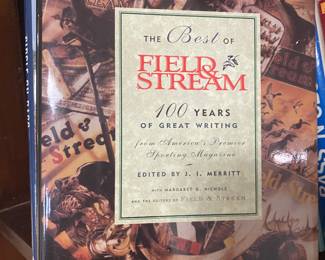 THE Best OF
FIELD &
STREAM
100 YEARS
OF GREAT WRITING
from America's Premier
Sporting Magazine
EDITED BY J. I. MERRITT
WITH MARGARET G. NICHOLS
AND THE EDITORS OF FIELD & STREAM